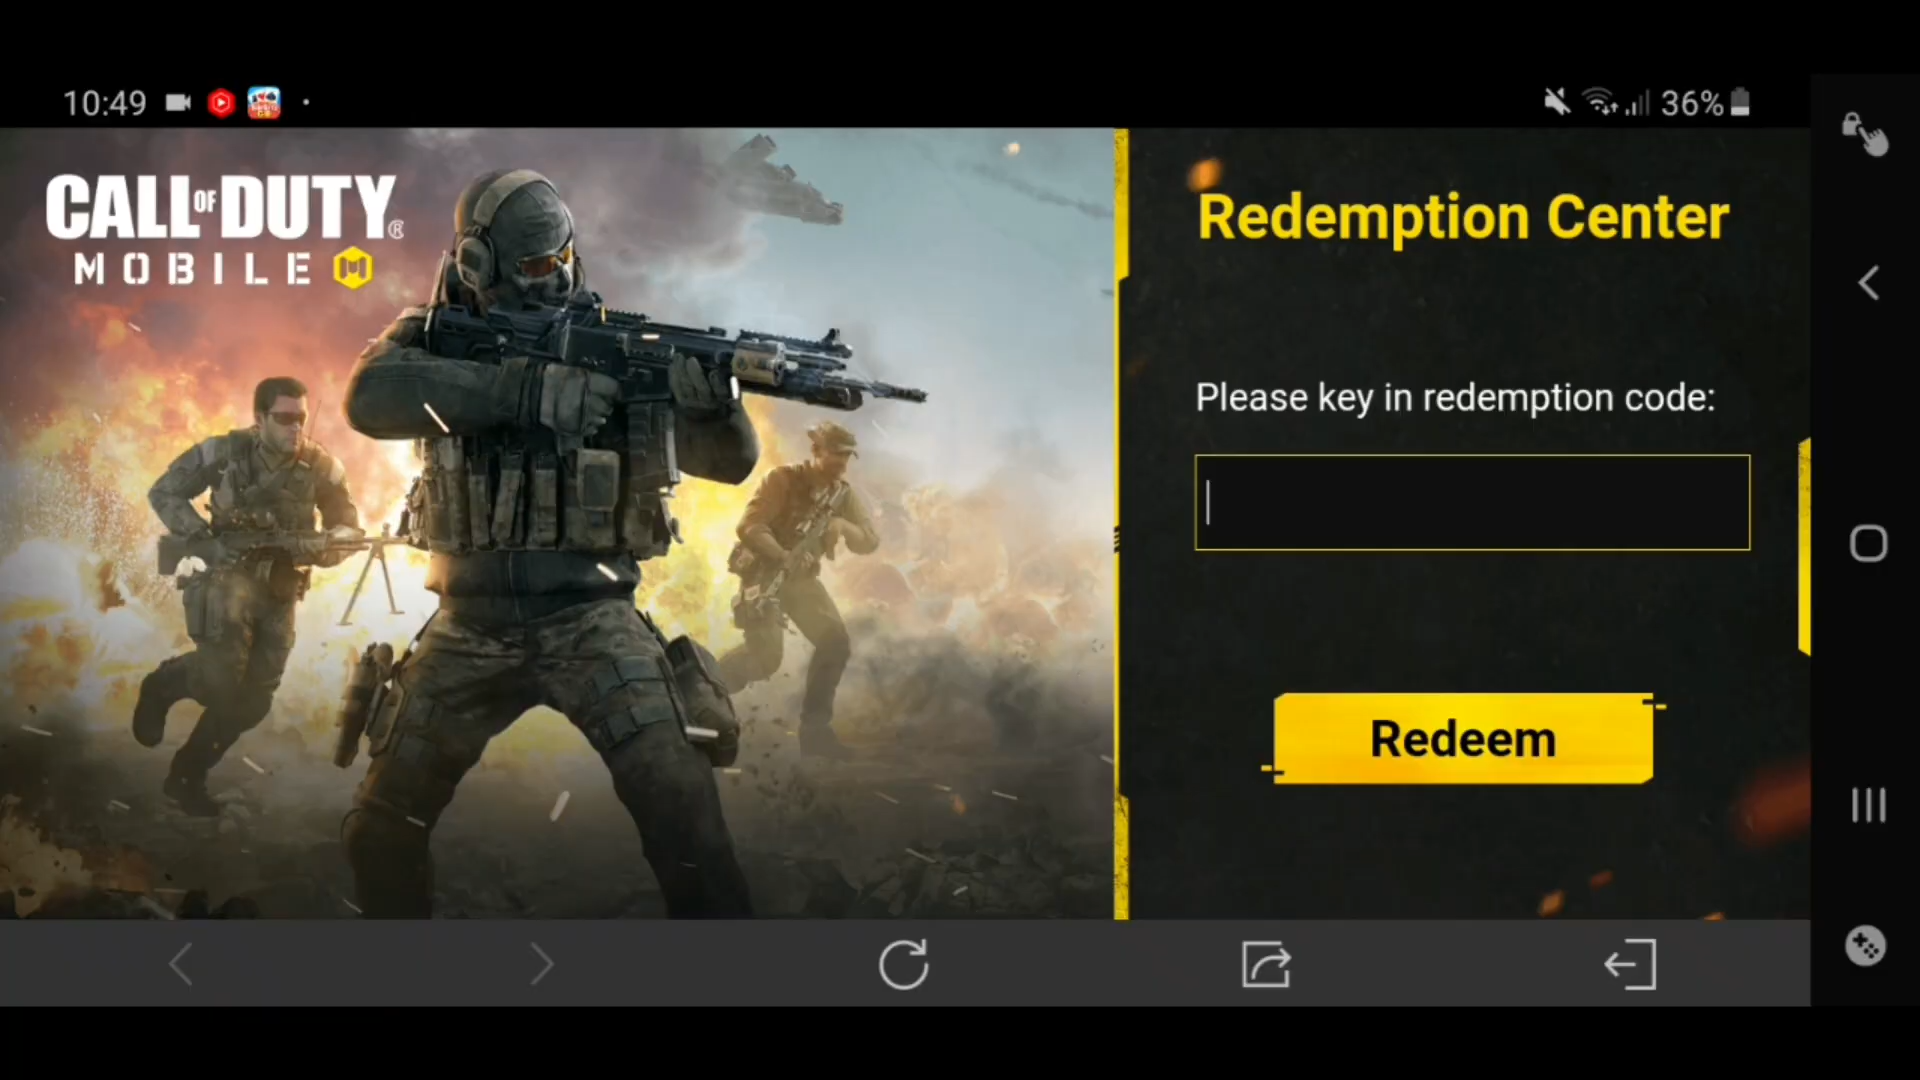 10:49
36%
CALL OF DUTY®
MOBILE
Redemption Center
Please key in redemption code:
Redeem